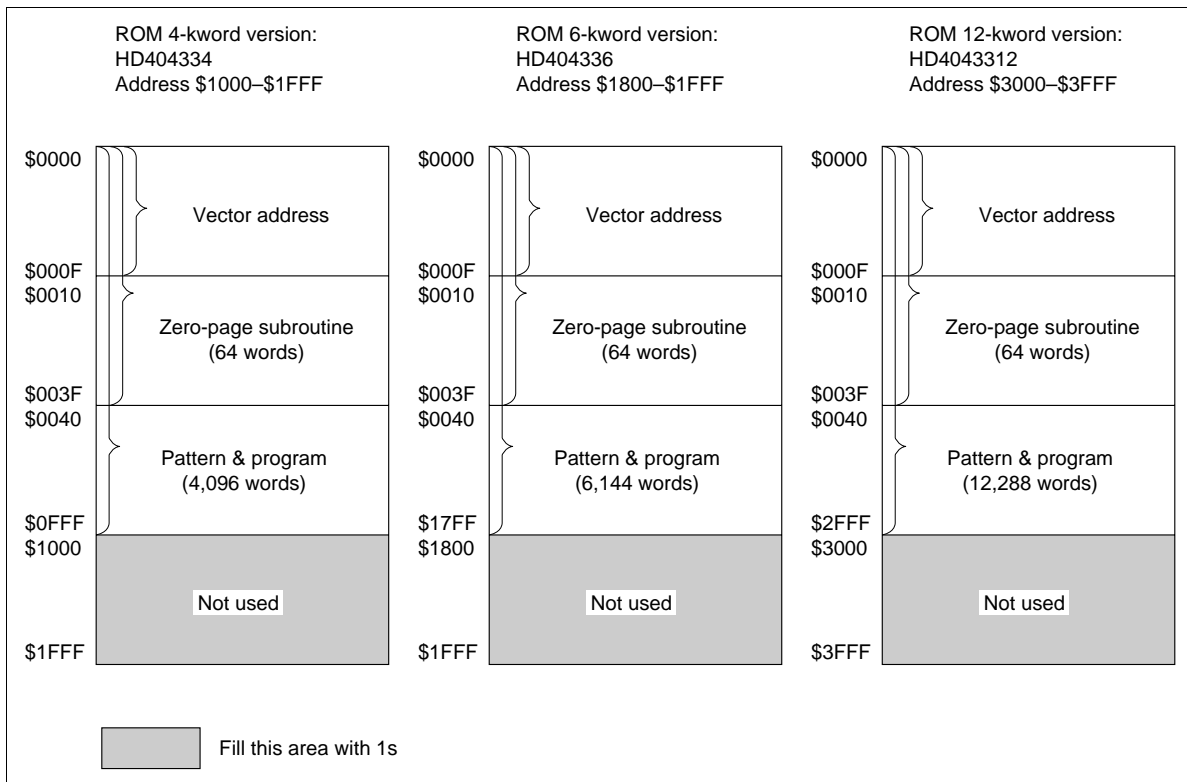 ROM 4-kword version:
HD404334
Address $1000–$1FFF
$0000
Vector address
$000F
$0010
Zero-page subroutine
(64 words)
$003F
$0040
Pattern & program
(4,096 words)
$0FFF
$1000
Not used
$1FFF
ROM 6-kword version:
HD404336
Address $1800–$1FFF
$0000
Vector address
$000F
$0010
Zero-page subroutine
(64 words)
$003F
$0040
Pattern & program
(6,144 words)
$17FF
$1800
Not used
$1FFF
ROM 12-kword version:
HD4043312
Address $3000–$3FFF
$0000
Vector address
$000F
$0010
Zero-page subroutine
(64 words)
$003F
$0040
Pattern & program
(12,288 words)
$2FFF
$3000
Not used
$3FFF
Fill this area with 1s